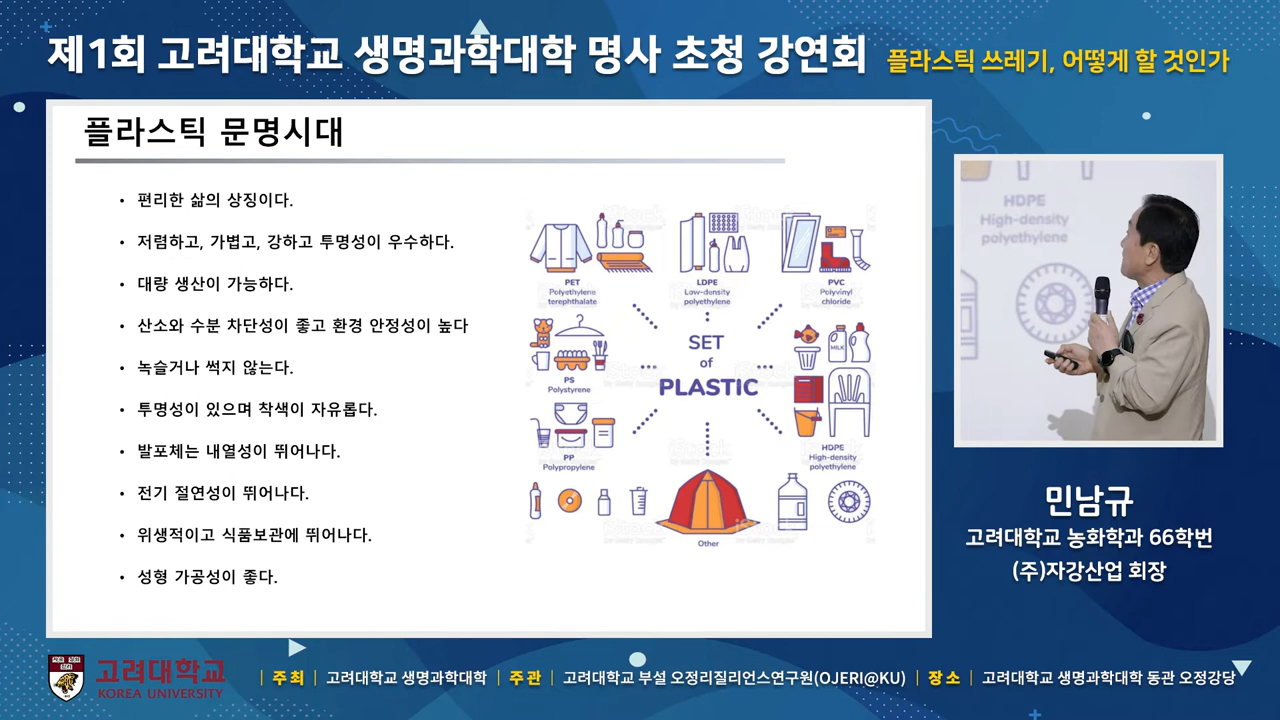 제1회 고려대학교 생명과학대학 명사 초청 강연회 플라스틱 쓰레기, 어떻게 할 것인가
플라스틱 문명시대
• 편리한 삶의 상징이다.
• 저렴하고, 가볍고, 강하고 투명성이 우수하다.
• 대량 생산이 가능하다.
• 산소와 수분 차단성이 좋고 환경 안정성이 높다
• 녹슬거나 썩지 않는다.
• 투명성이 있으며 착색이 자유롭다.
• 발포체는 내열성이 뛰어나다.
• 전기 절연성이 뛰어나다.
• 위생적이고 식품보관에 뛰어나다.
• 성형 가공성이 좋다.
PET
Polyethylene
terephthalate
LDPE
Low-density
polyethylene
PVC
Polyvinyl
chloride
SET
of
PLASTIC
PS
Polystyrene
MILK
PP
Polypropylene
HDPE
High-density
polyethylene
Other
HDPE
High-density
polyethylene
민남규
고려대학교 농화학과 66학번
(주)자강산업 회장
고려대학교
KOREA UNIVERSITY
| 주최 | 고려대학교 생명과학대학 | 주관 | 고려대학교 부설 오정리질리언스연구원(OJERI@KU) | 장소 | 고려대학교 생명과학대학 동관 오정강당